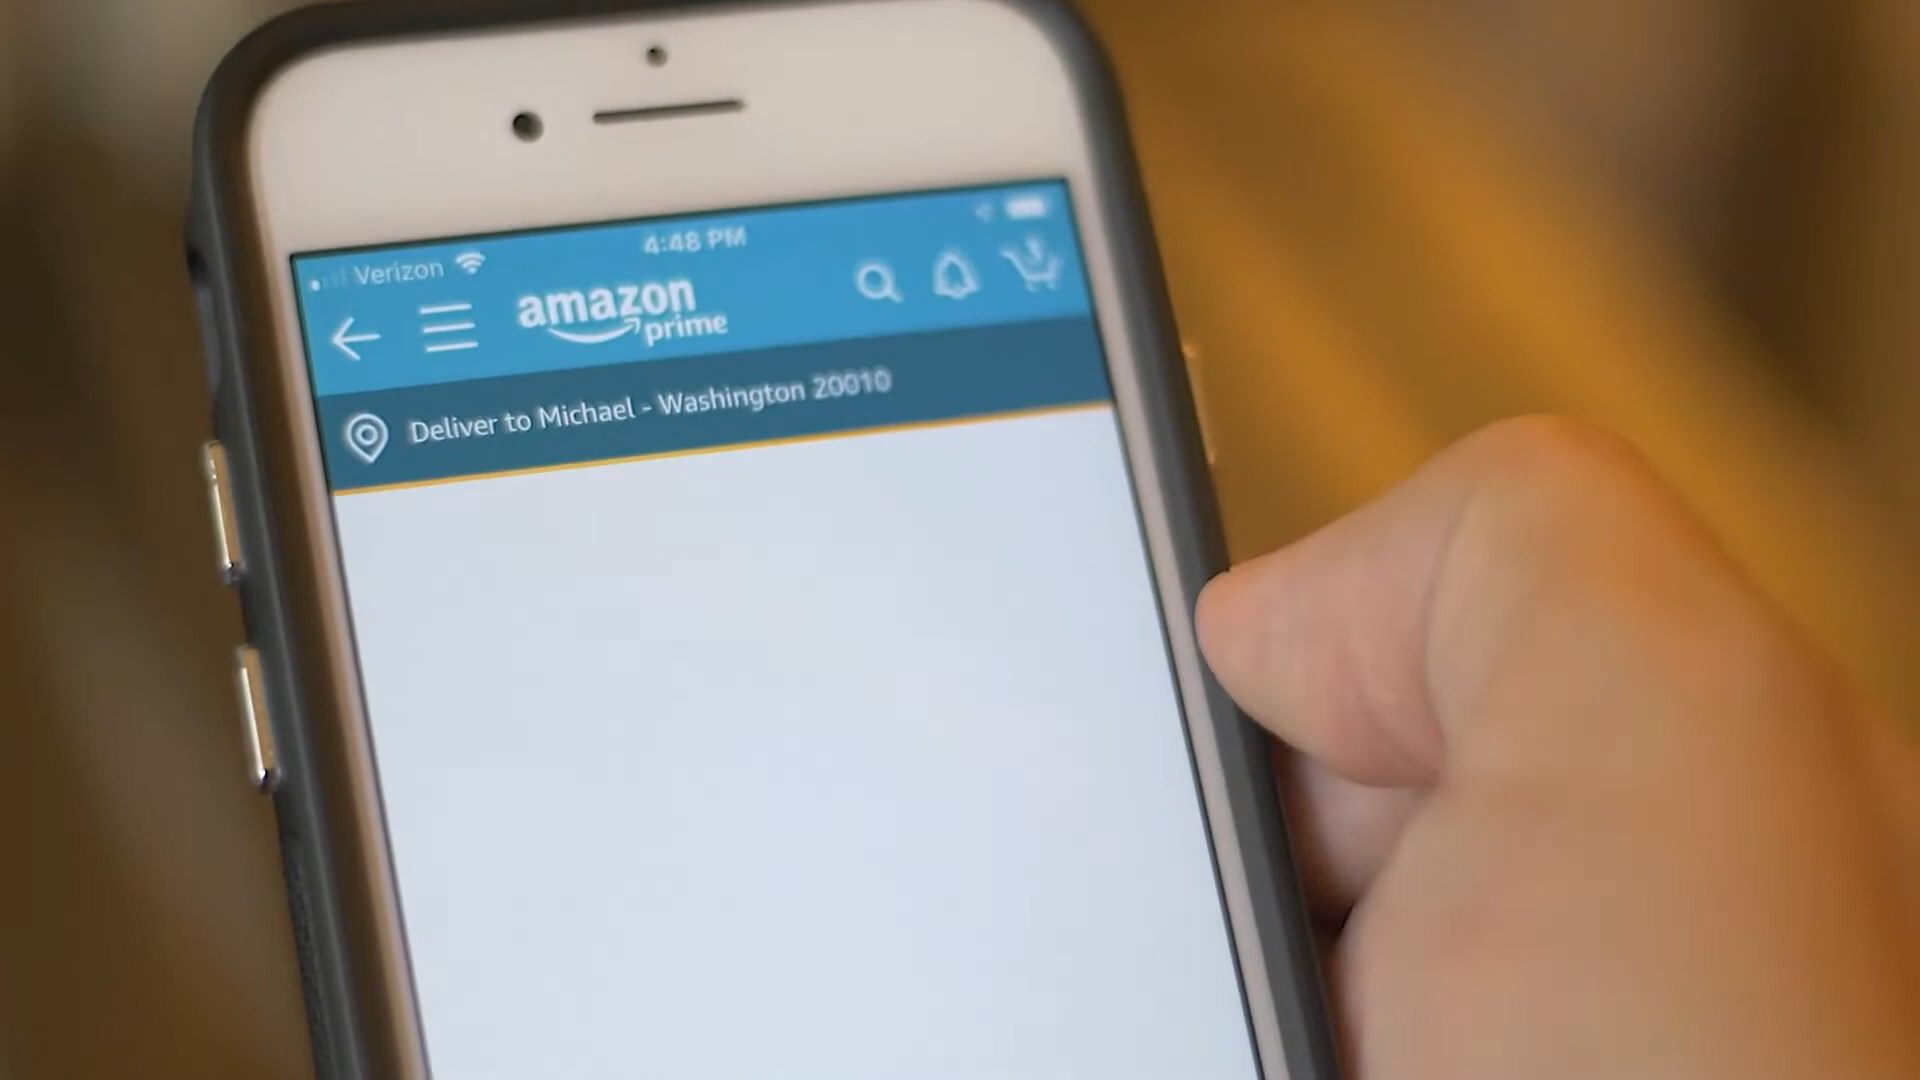 4:48 PM
Verizon
amazon
prime
Deliver to Michael - Washington 20010